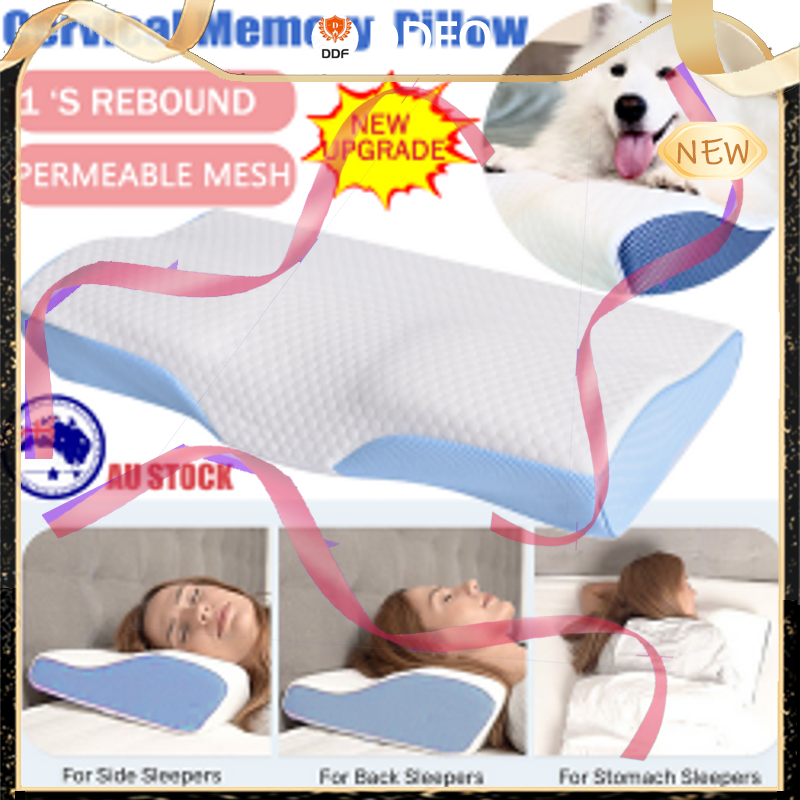 Cervical Memory Pillow
DDF
DEO
1 ‘S REBOUND
PERMEABLE MESH
NEW
UPGRADE
NEW
AU STOCK
For Side Sleepers
For Back Sleepers
For Stomach Sleepers